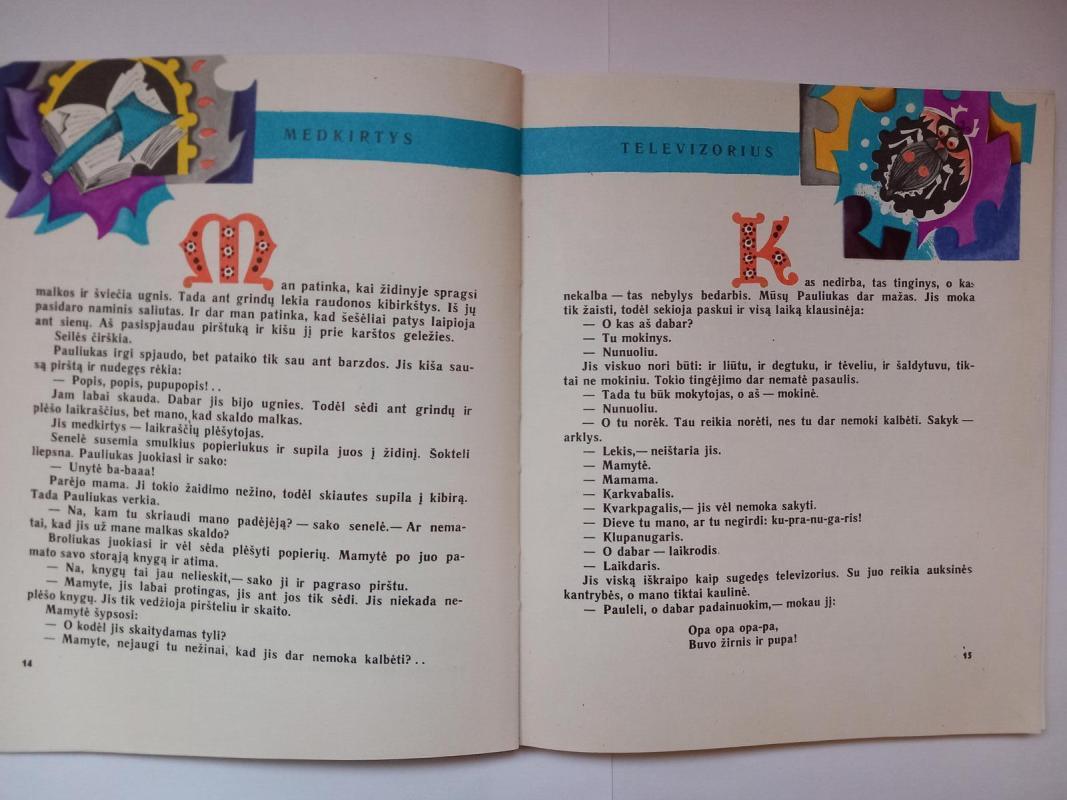 MEDKIRTYS
Man patinka, kai židinyje spragsi
malkos ir šviečia ugnis. Tada ant grindų lekia raudonos kibirkštys. Iš jų
pasidaro naminis saliutas. Ir dar man patinka, kad šešėliai patys laipioja
ant sienų. Aš pasispjaudau pirštuką ir kišu jį prie karštos geležies.
Seilės čirškia.
Pauliukas irgi spjaudo, bet pataiko tik sau ant barzdos. Jis kiša sau-
są pirštą ir nudegęs rėkia:
— Popis, popis, pupupopis!..
Jam labai skauda. Dabar jis bijo ugnies. Todėl sėdi ant grindų ir
plėšo laikraščius, bet mano, kad skaldo malkas.
Jis medkirtys — laikraščių plėšytojas.
Senelė susemia smulkius popieriukus ir supila juos į židinį. Šokteli
liepsna. Pauliukas juokiasi ir sako:
— Unytė ba-baaa!
Parėjo mama. Ji tokio žaidimo nežino, todėl skiautes supila į kibirą.
Tada Pauliukas verkia.
— Na, kam tu skriaudi mano padėjėją? — sako senelė.— Ar nema-
tai, kad jis už mane malkas skaldo?
Broliukas juokiasi ir vėl sėda plėšyti popierių. Mamytė po juo pa-
mato savo storąją knygą ir atima.
— Na, knygų tai jau nelieskit,— sako ji ir pagraso pirštu.
— Mamyte, jis labai protingas, jis ant jos tik sėdi. Jis niekada ne-
plėšo knygų. Jis tik vedžioja piršteliu ir skaito.
Mamytė šypsosi:
— O kodėl jis skaitydamas tyli?
— Mamyte, nejaugi tu nežinai, kad jis dar nemoka kalbėti?..
14
TELEVIZORIUS
Kas nedirba, tas tinginys, o kas
nekalba — tas nebylys bedarbis. Mūsų Pauliukas dar mažas. Jis moka
tik žaisti, todėl sekioja paskui ir visą laiką klausinėja:
— O kas aš dabar?
— Tu mokinys.
— Nunuoliu.
Jis viskuo nori būti: ir liūtu, ir degtuku, ir tėveliu, ir šaldytuvu, tik-
tai ne mokiniu. Tokio tingėjimo dar nematė pasaulis.
— Tada tu būk mokytojas, o aš — mokinė.
— Nunuoliu.
— O tu norėk. Tau reikia norėti, nes tu dar nemoki kalbėti. Sakyk —
arklys.
— Lekis,— neištaria jis.
— Mamytė.
— Mamama.
— Karkvabalis.
— Kvarkpagalis,— jis vėl nemoka sakyti.
— Dieve tu mano, ar tu negirdi: ku-pra-nu-ga-ris!
— Klupanugaris.
— O dabar — laikrodis.
— Laikdaris.
Jis viską iškraipo kaip sugedęs televizorius. Su juo reikia auksinės
kantrybės, o mano tiktai kaulinė.
— Pauleli, o dabar padainuokim,— mokau jį:
Opa opa opa-pa,
Buvo žirnis ir pupa!
15